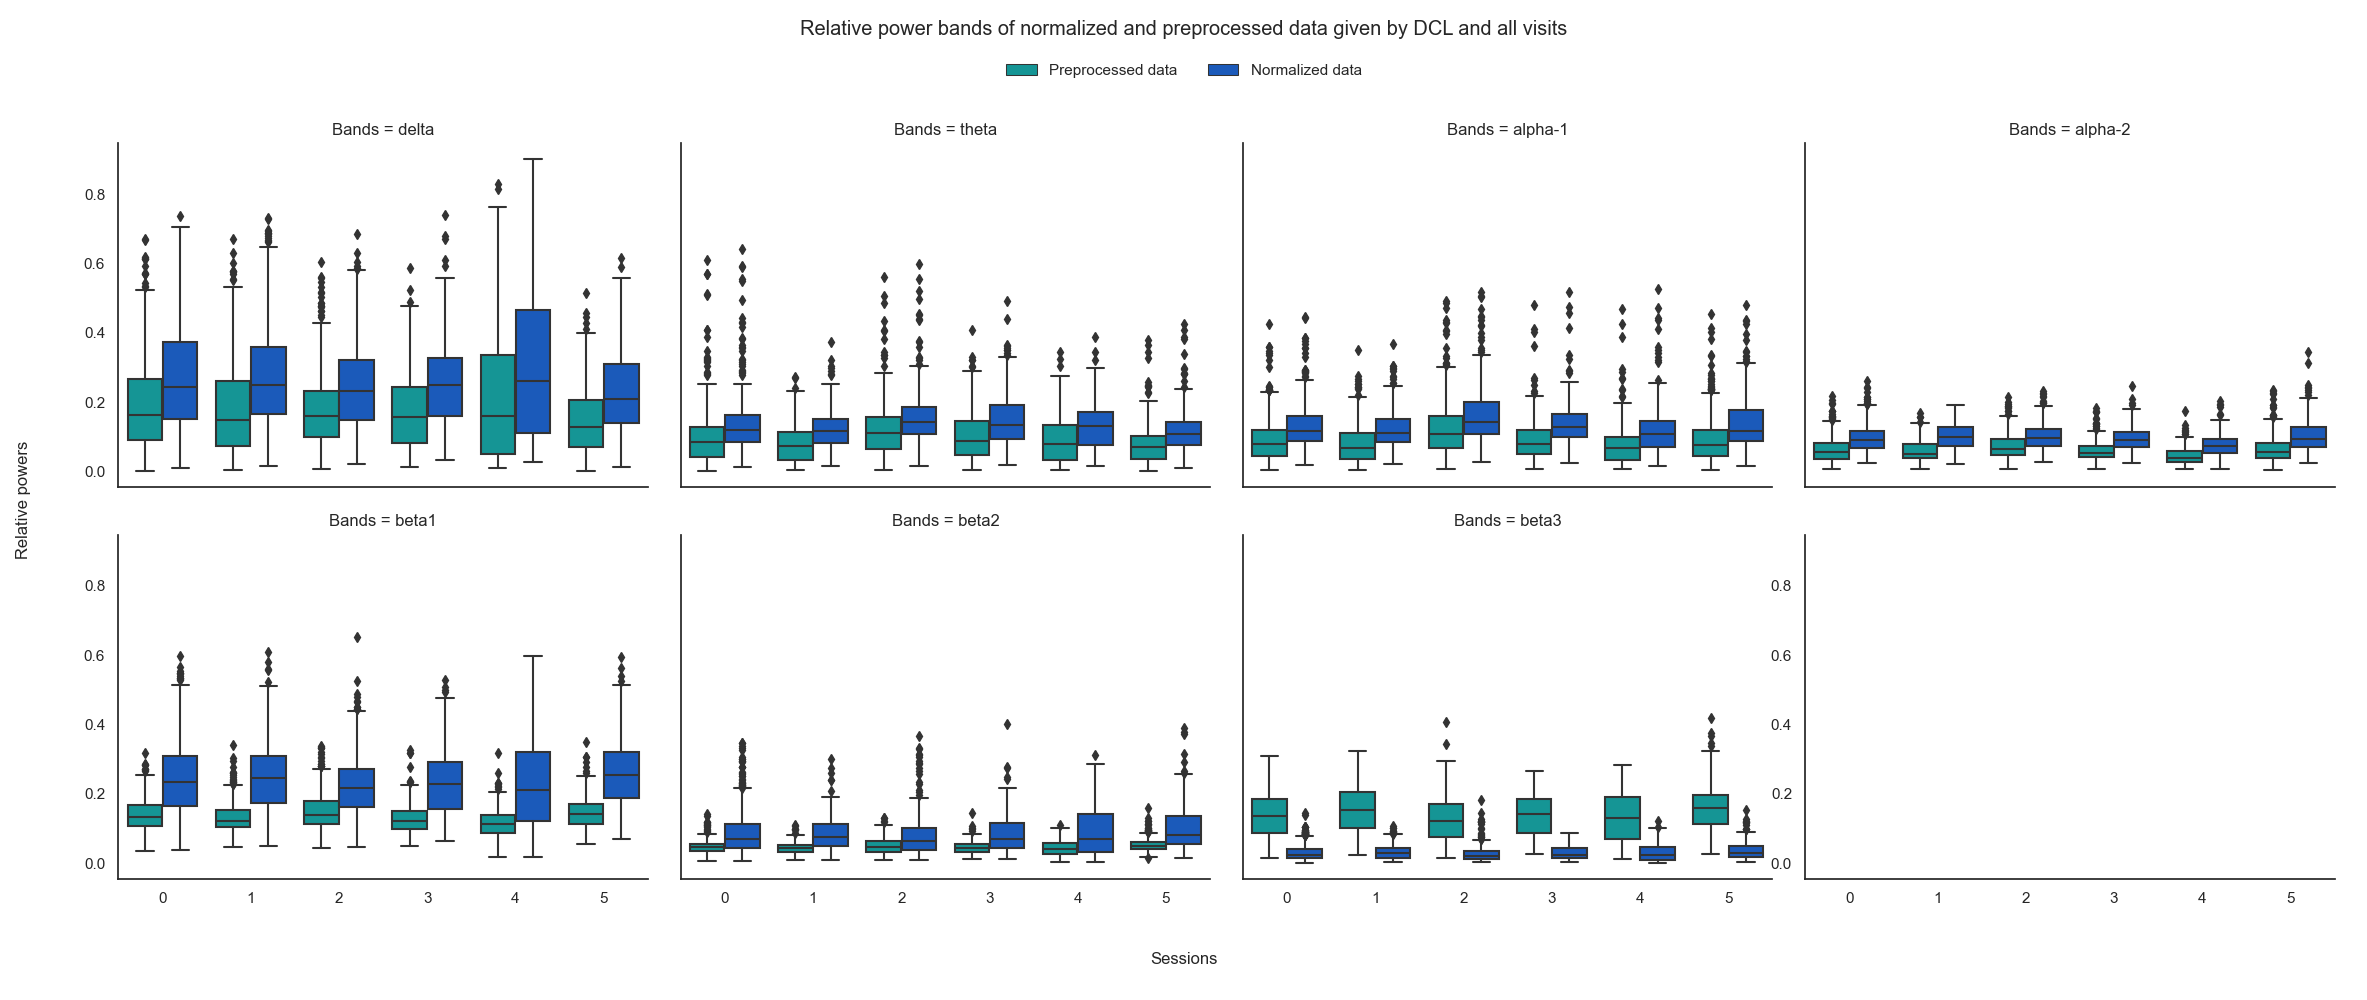 Relative power bands of normalized and preprocessed data given by DCL and all visits
Preprocessed data Normalized data
Bands = delta Bands = theta Bands = alpha-1 Bands = alpha-2
0.8
0.6
0.4
0.2
0.0
Relative powers
Bands = beta1 Bands = beta2 Bands = beta3
0.8 0.8
0.6 0.6
0.4 0.4
0.2 0.2
0.0 0.0
0 1 2 3 4 5 0 1 2 3 4 5 0 1 2 3 4 5 0 1 2 3 4 5
Sessions